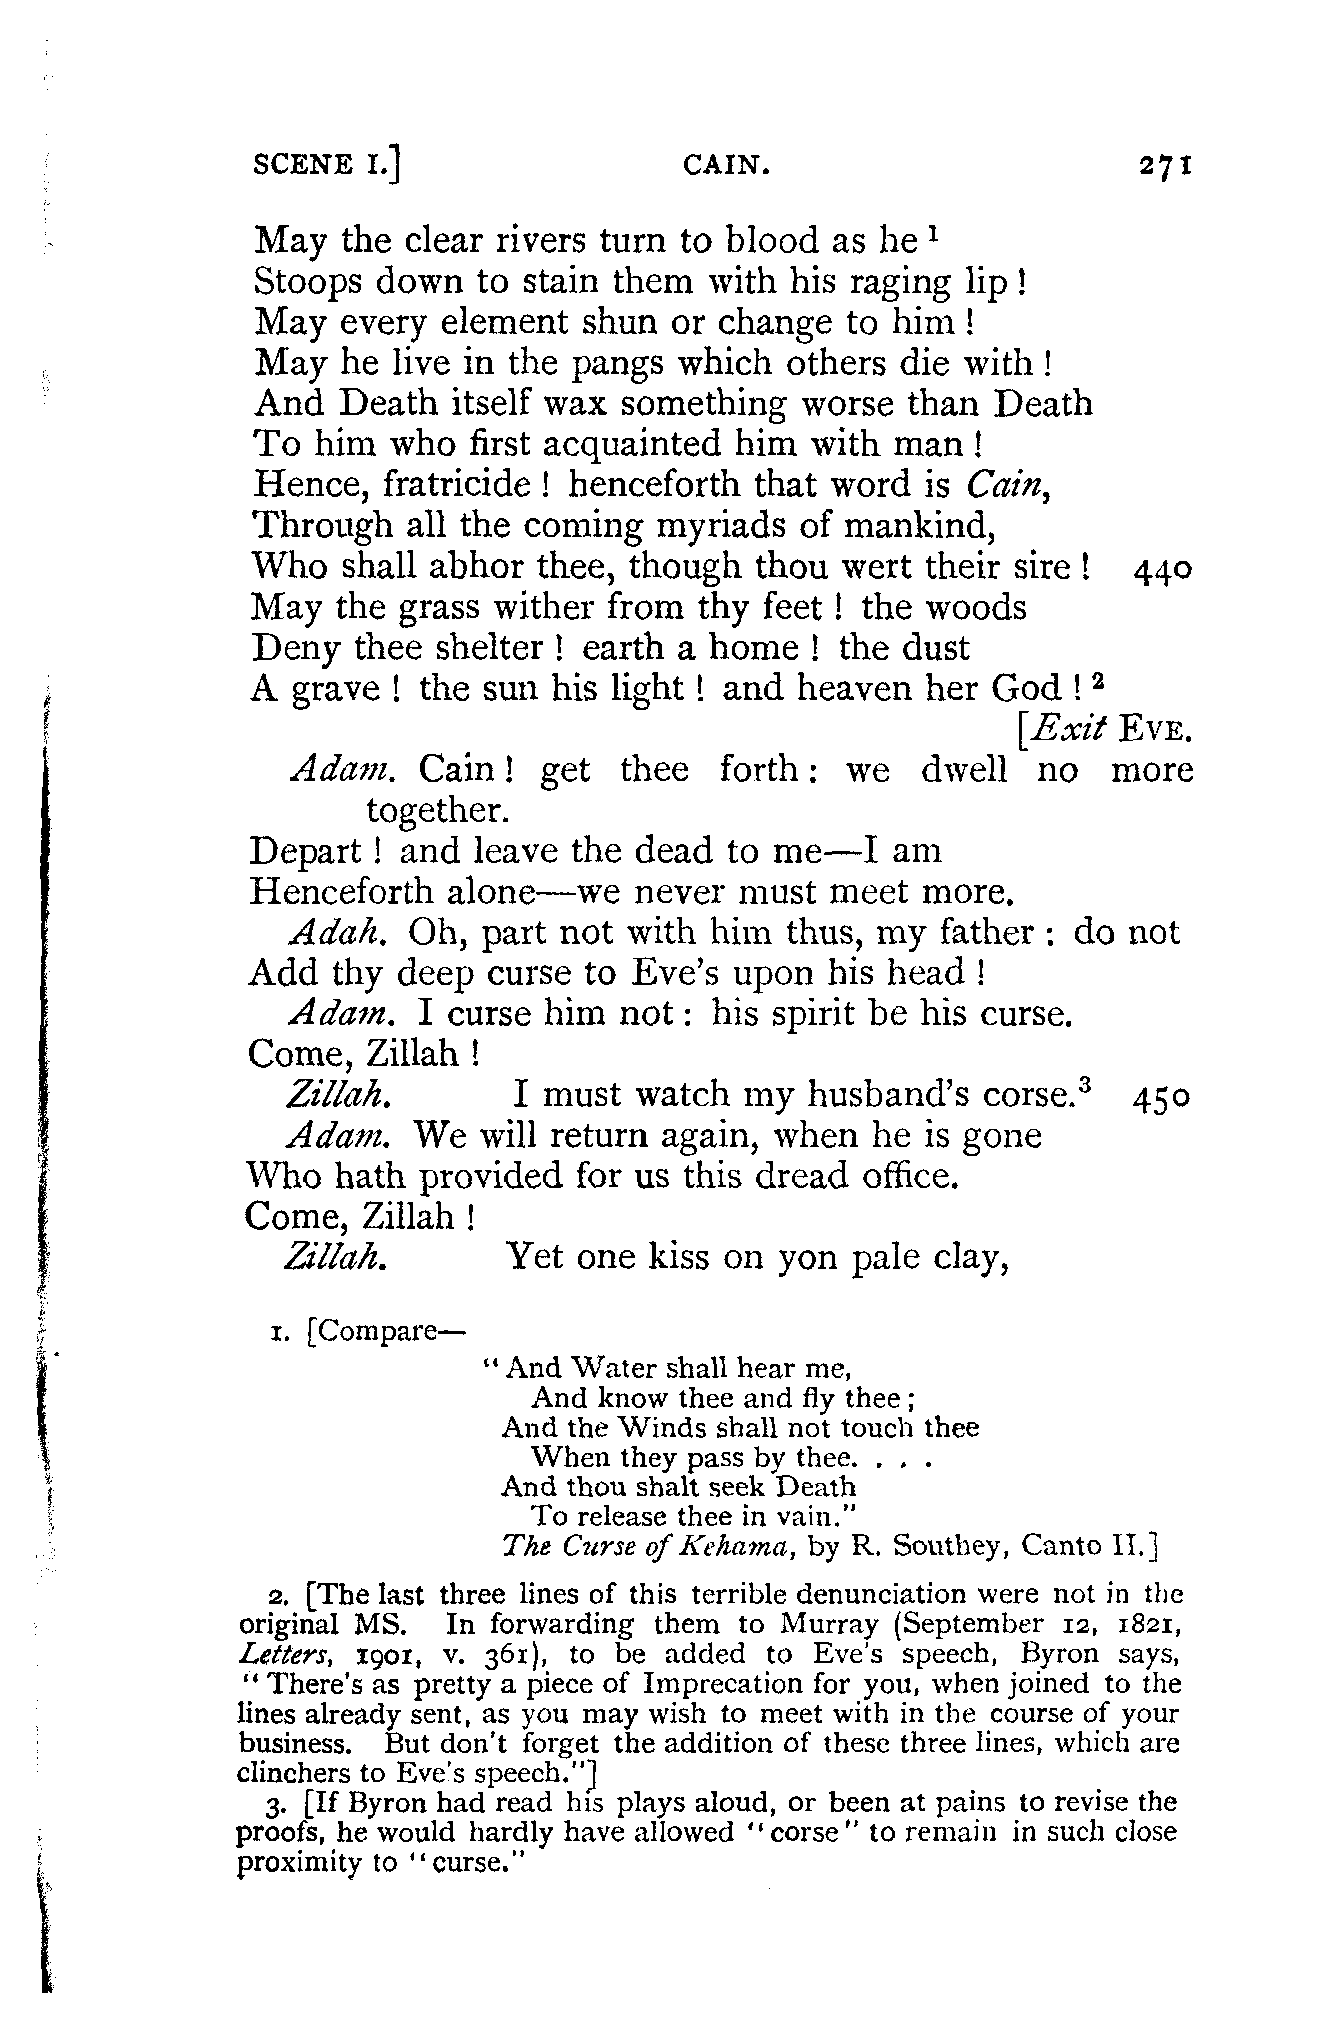 SCENE I.] CAIN. 271
May the clear rivers turn to blood as he ¹
Stoops down to stain them with his raging lip !
May every element shun or change to him !
May he live in the pangs which others die with !
And Death itself wax something worse than Death
To him who first acquainted him with man !
Hence, fratricide ! henceforth that word is Cain,
Through all the coming myriads of mankind,
Who shall abhor thee, though thou wert their sire ! 440
May the grass wither from thy feet ! the woods
Deny thee shelter ! earth a home ! the dust
A grave ! the sun his light ! and heaven her God ! ²
[Exit EVE.
Adam. Cain ! get thee forth : we dwell no more
together.
Depart ! and leave the dead to me—I am
Henceforth alone—we never must meet more.
Adah. Oh, part not with him thus, my father : do not
Add thy deep curse to Eve's upon his head !
Adam. I curse him not : his spirit be his curse.
Come, Zillah !
Zillah. I must watch my husband's corse.³ 450
Adam. We will return again, when he is gone
Who hath provided for us this dread office.
Come, Zillah !
Zillah. Yet one kiss on yon pale clay,
1. [Compare—
"And Water shall hear me,
And know thee and fly thee ;
And the Winds shall not touch thee
When they pass by thee. . . .
And thou shalt seek Death
To release thee in vain."
The Curse of Kehama, by R. Southey, Canto II.]
2. [The last three lines of this terrible denunciation were not in the
original MS. In forwarding them to Murray (September 12, 1821,
Letters, 1901, v. 361), to be added to Eve's speech, Byron says,
"There's as pretty a piece of Imprecation for you, when joined to the
lines already sent, as you may wish to meet with in the course of your
business. But don't forget the addition of these three lines, which are
clinchers to Eve's speech."]
3. [If Byron had read his plays aloud, or been at pains to revise the
proofs, he would hardly have allowed "corse" to remain in such close
proximity to "curse."